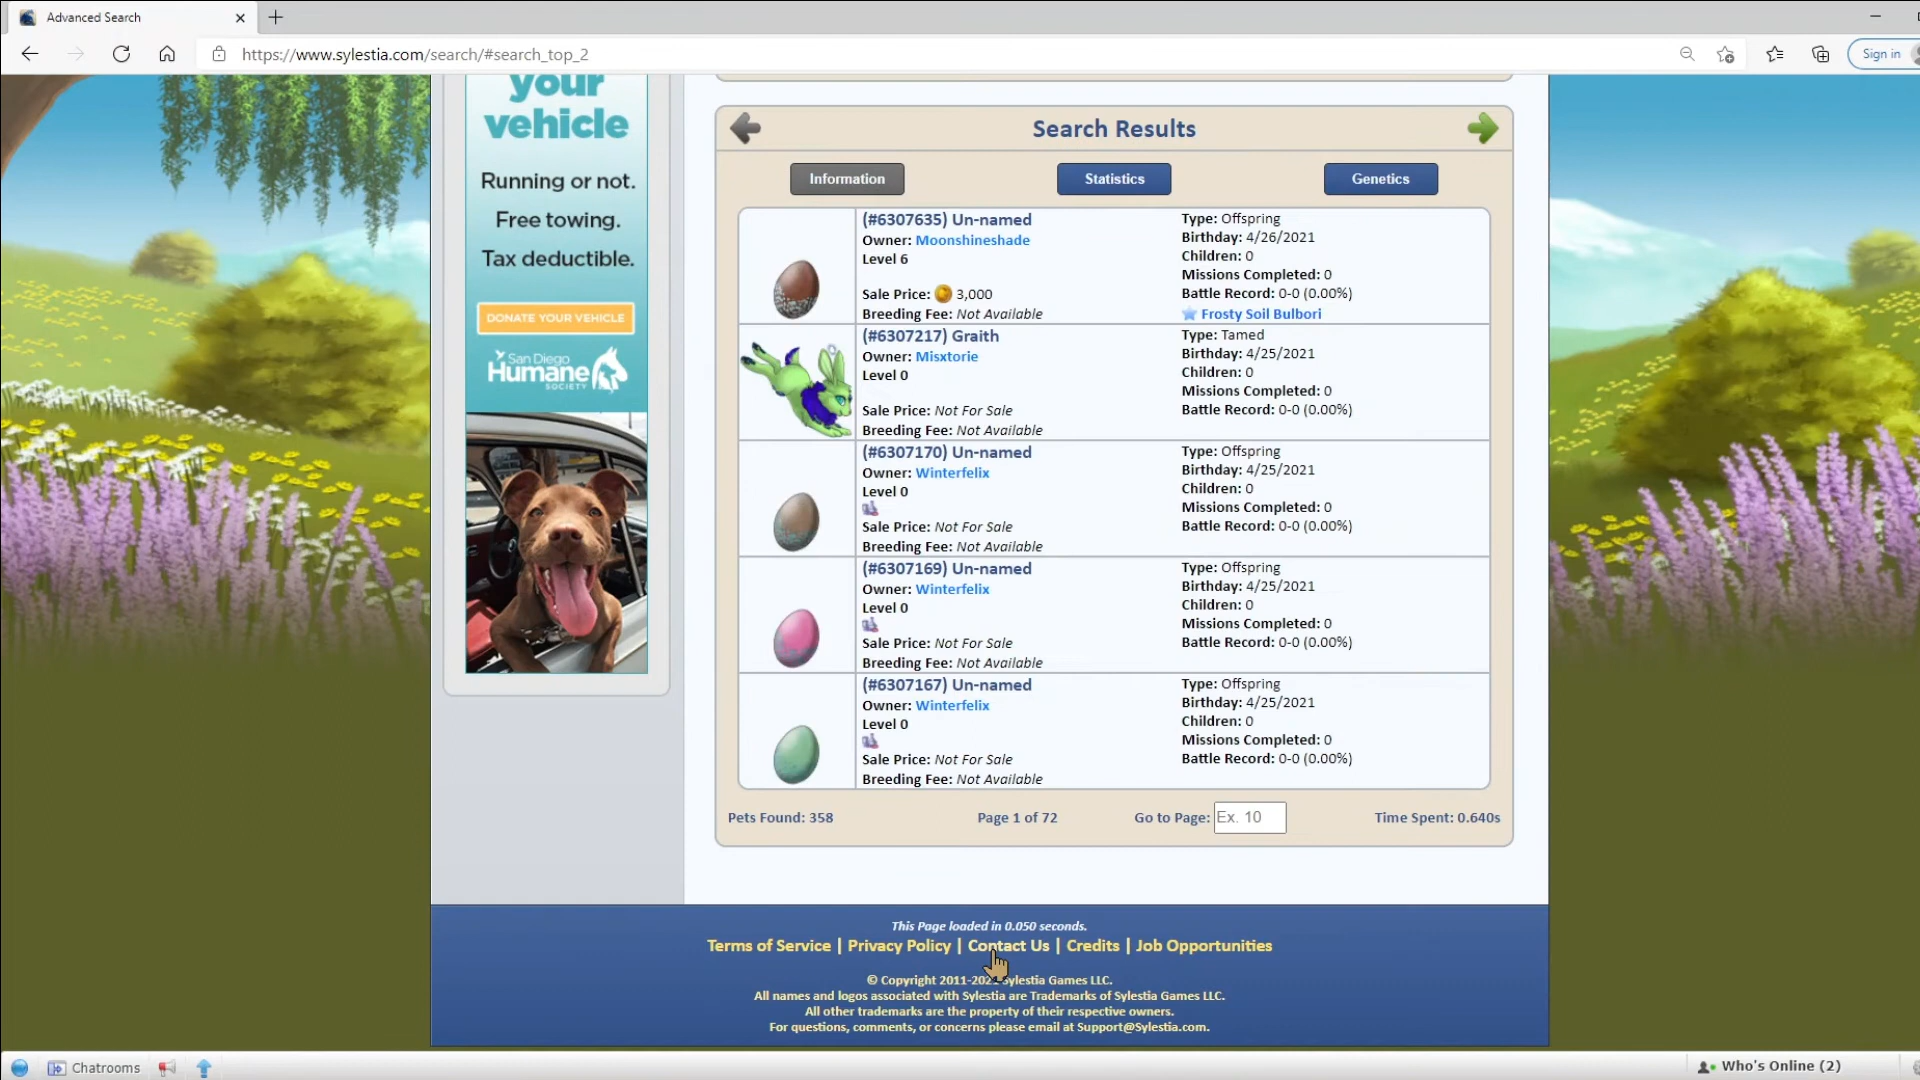 Advanced Search
https://www.sylestia.com/search/#search_top_2
Sign in
your
vehicle
Running or not.
Free towing.
Tax deductible.
DONATE YOUR VEHICLE
San Diego
Humane
SOCIETY
Search Results
Information Statistics Genetics
(#6307635) Un-named
Owner: Moonshineshade
Level 6
Sale Price: 3,000
Breeding Fee: Not Available
Type: Offspring
Birthday: 4/26/2021
Children: 0
Missions Completed: 0
Battle Record: 0-0 (0.00%)
Frosty Soil Bulbori
(#6307217) Graith
Owner: Misxtorie
Level 0
Sale Price: Not For Sale
Breeding Fee: Not Available
Type: Tamed
Birthday: 4/25/2021
Children: 0
Missions Completed: 0
Battle Record: 0-0 (0.00%)
(#6307170) Un-named
Owner: Winterfelix
Level 0
Sale Price: Not For Sale
Breeding Fee: Not Available
Type: Offspring
Birthday: 4/25/2021
Children: 0
Missions Completed: 0
Battle Record: 0-0 (0.00%)
(#6307169) Un-named
Owner: Winterfelix
Level 0
Sale Price: Not For Sale
Breeding Fee: Not Available
Type: Offspring
Birthday: 4/25/2021
Children: 0
Missions Completed: 0
Battle Record: 0-0 (0.00%)
(#6307167) Un-named
Owner: Winterfelix
Level 0
Sale Price: Not For Sale
Breeding Fee: Not Available
Type: Offspring
Birthday: 4/25/2021
Children: 0
Missions Completed: 0
Battle Record: 0-0 (0.00%)
Pets Found: 358 Page 1 of 72 Go to Page: Ex. 10 Time Spent: 0.640s
This Page loaded in 0.050 seconds.
Terms of Service | Privacy Policy | Contact Us | Credits | Job Opportunities
© Copyright Sylestia Games LLC.
All names and logos associated with Sylestia are Trademarks of Sylestia Games LLC.
All other trademarks are the property of their respective owners.
For questions, comments, or concerns please email at Support@Sylestia.com.
Chatrooms
Who's Online (2)